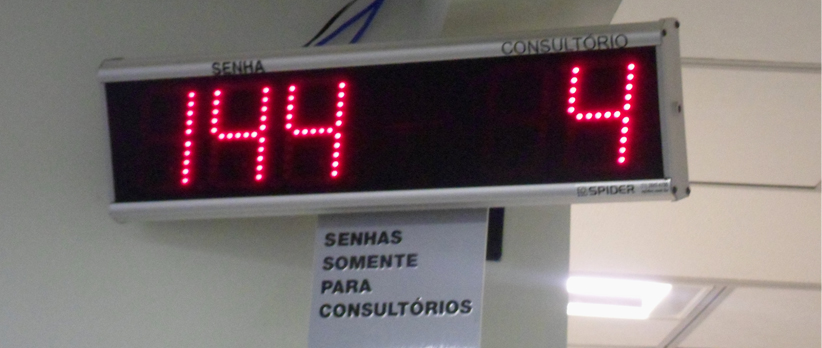 SENHA CONSULTÓRIO
144 4
SPIDER
SENHAS
SOMENTE
PARA
CONSULTÓRIOS